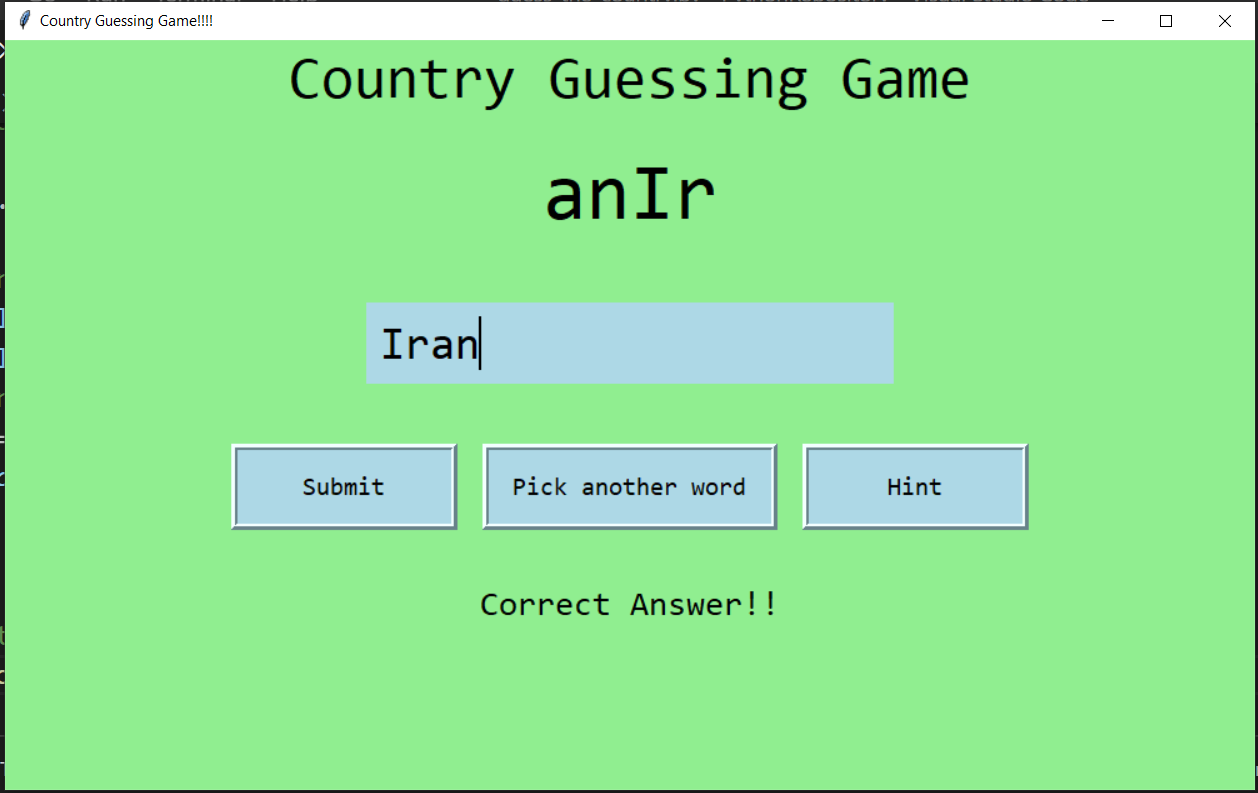 Country Guessing Game!!!!
Country Guessing Game
anIr
Iran
Submit
Pick another word
Hint
Correct Answer!!